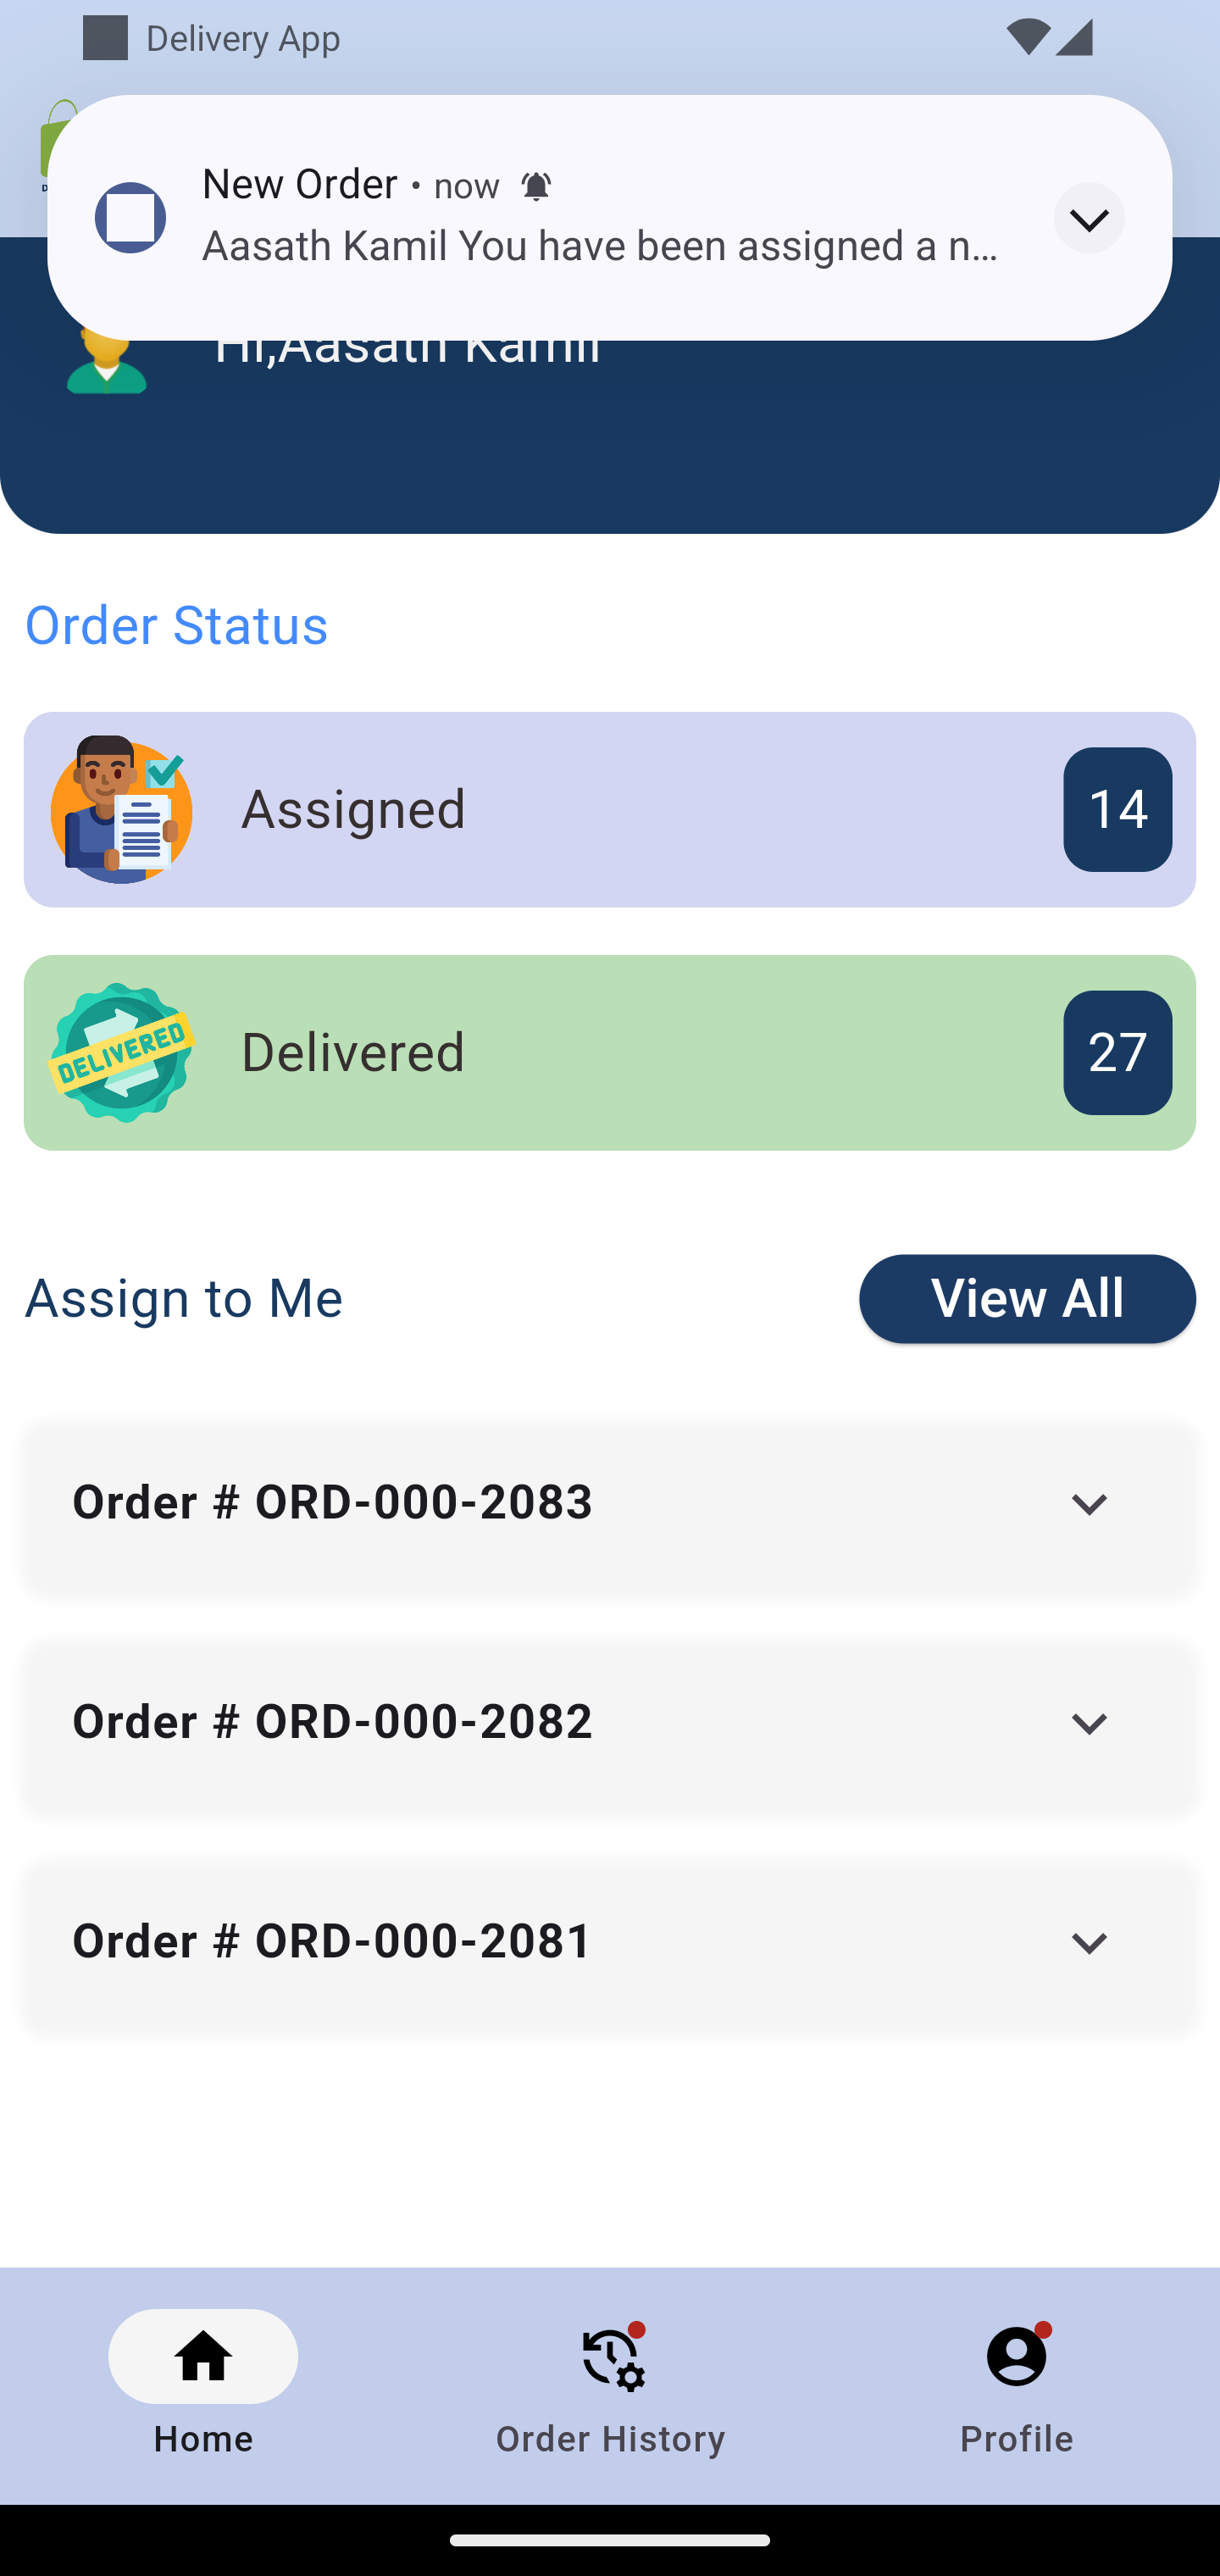 Delivery App
New Order • now
Aasath Kamil You have been assigned a n...
Hi,Aasath Kamil
Order Status
Assigned
14
DELIVERED
Delivered
27
Assign to Me
View All
Order # ORD-000-2083
Order # ORD-000-2082
Order # ORD-000-2081
Home
Order History
Profile